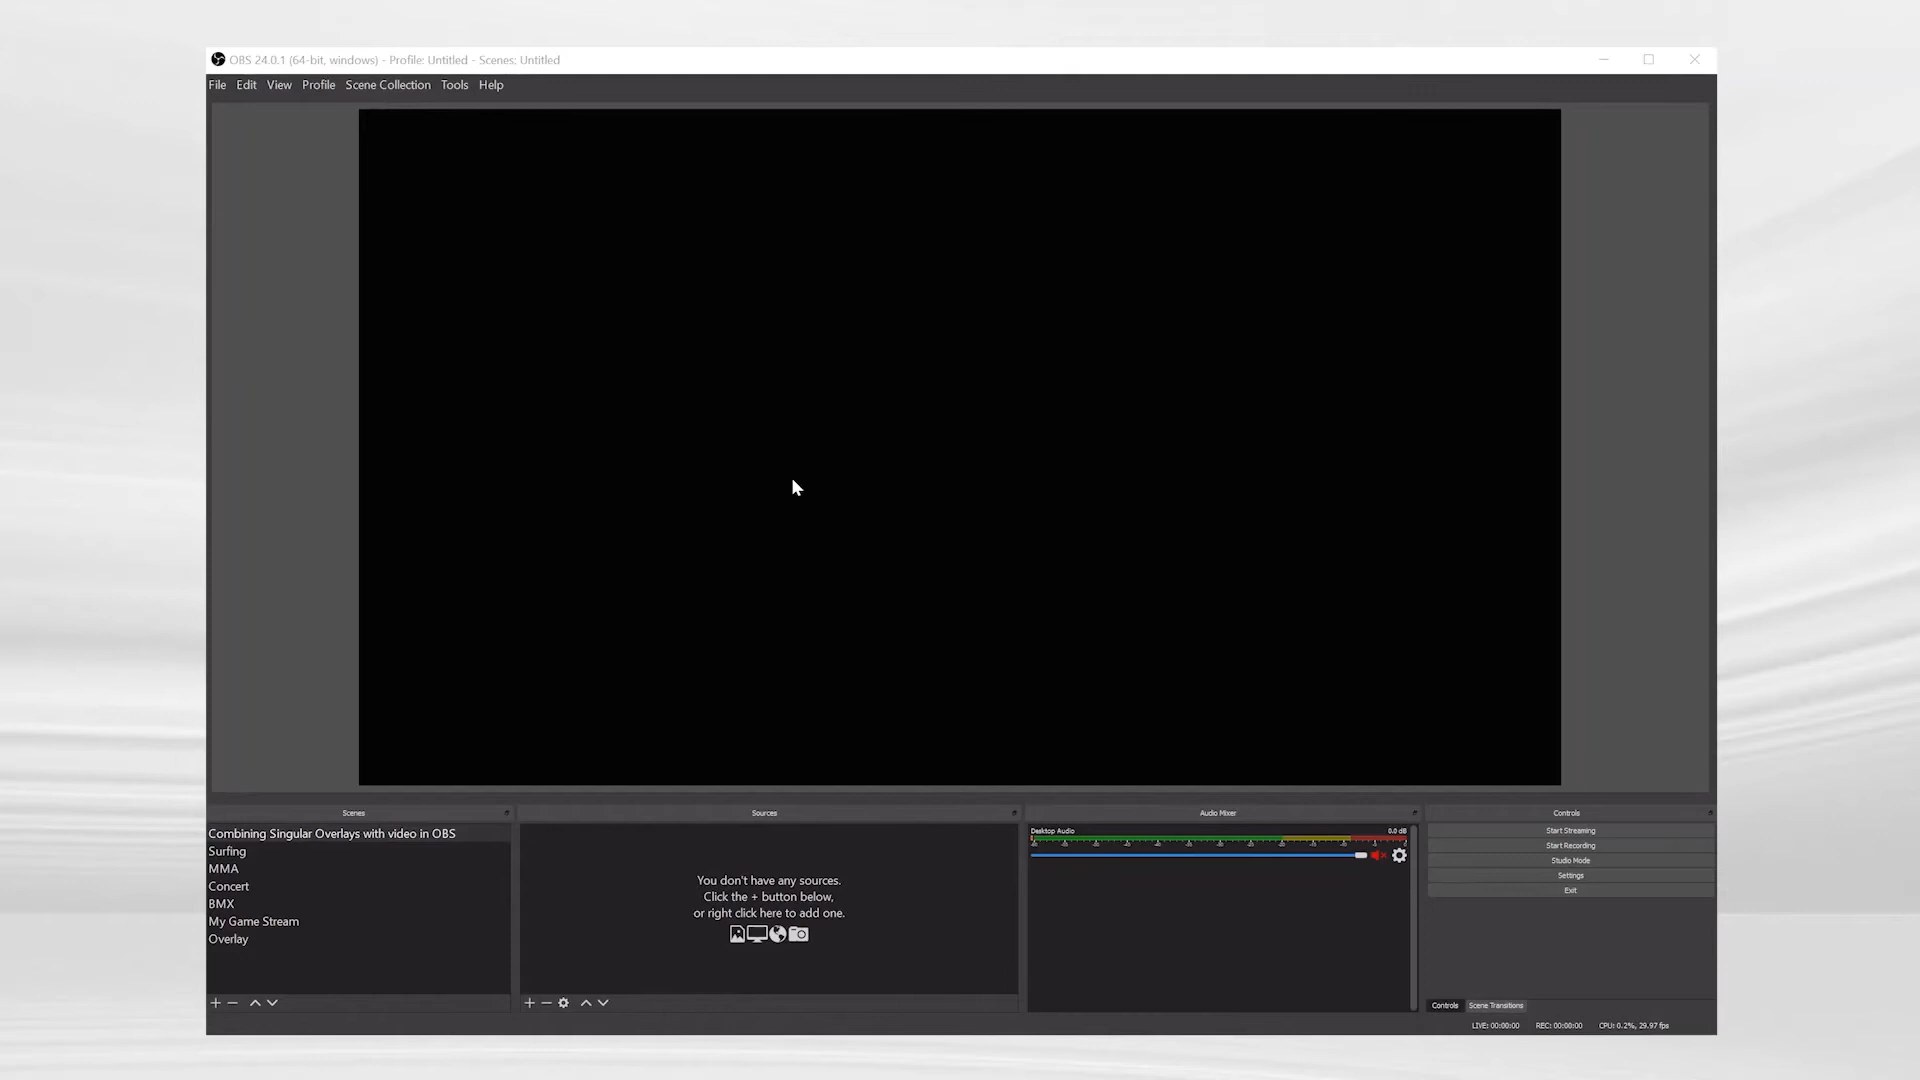 OBS 24.0.1 (64-bit, windows) - Profile: Untitled - Scenes: Untitled
File Edit View Profile Scene Collection Tools Help
Scenes
Combining Singular Overlays with video in OBS
Surfing
MMA
Concert
BMX
My Game Stream
Overlay
Sources
You don't have any sources.
Click the + button below,
or right click here to add one.
Audio Mixer
Desktop Audio 0.0 dB
Controls
Start Streaming
Start Recording
Studio Mode
Settings
Exit
Controls Scene Transitions
LIVE: 00:00:00 REC: 00:00:00 CPU: 0.2%, 29.97 fps